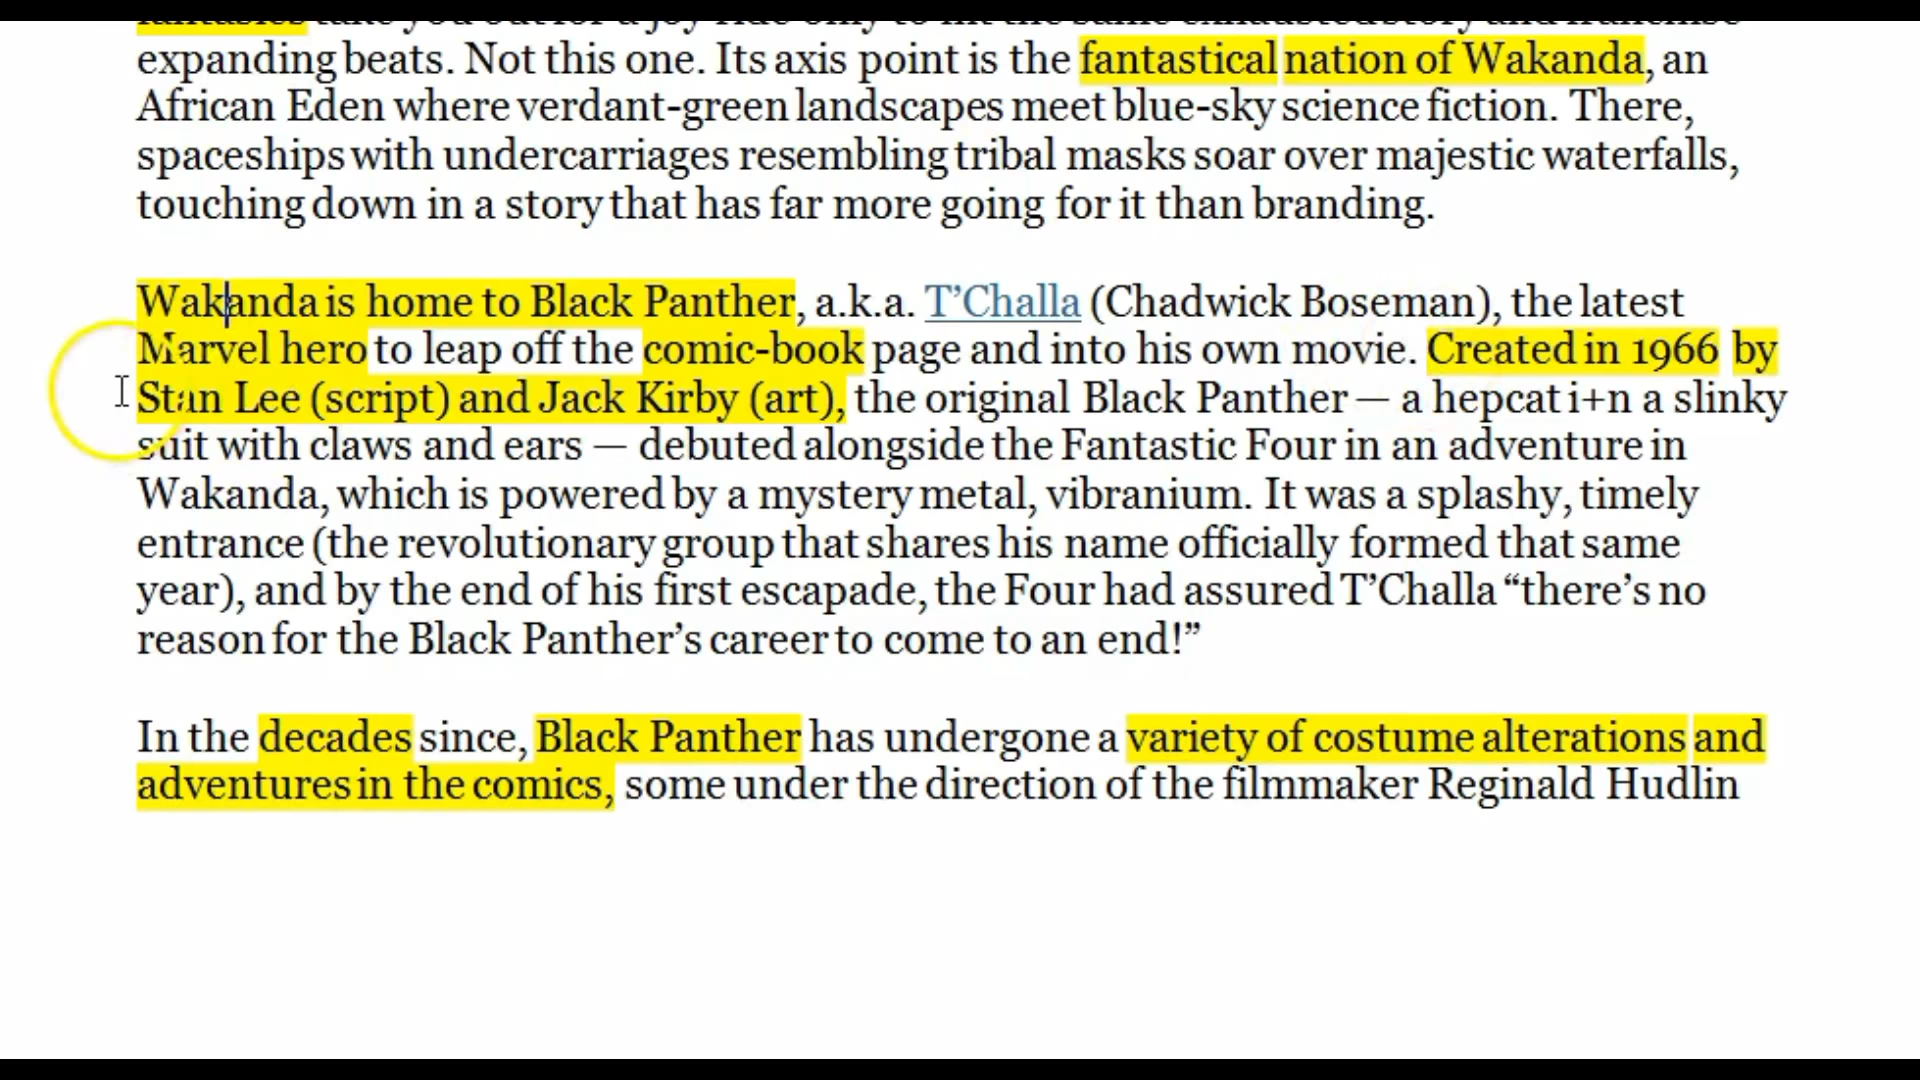 expanding beats. Not this one. Its axis point is the fantastical nation of Wakanda, an
African Eden where verdant-green landscapes meet blue-sky science fiction. There,
spaceships with undercarriages resembling tribal masks soar over majestic waterfalls,
touching down in a story that has far more going for it than branding.
Wakanda is home to Black Panther, a.k.a. T’Challa (Chadwick Boseman), the latest
Marvel hero to leap off the comic-book page and into his own movie. Created in 1966 by
Stan Lee (script) and Jack Kirby (art), the original Black Panther — a hepcat i+n a slinky
suit with claws and ears — debuted alongside the Fantastic Four in an adventure in
Wakanda, which is powered by a mystery metal, vibranium. It was a splashy, timely
entrance (the revolutionary group that shares his name officially formed that same
year), and by the end of his first escapade, the Four had assured T’Challa “there’s no
reason for the Black Panther’s career to come to an end!”
In the decades since, Black Panther has undergone a variety of costume alterations and
adventures in the comics, some under the direction of the filmmaker Reginald Hudlin